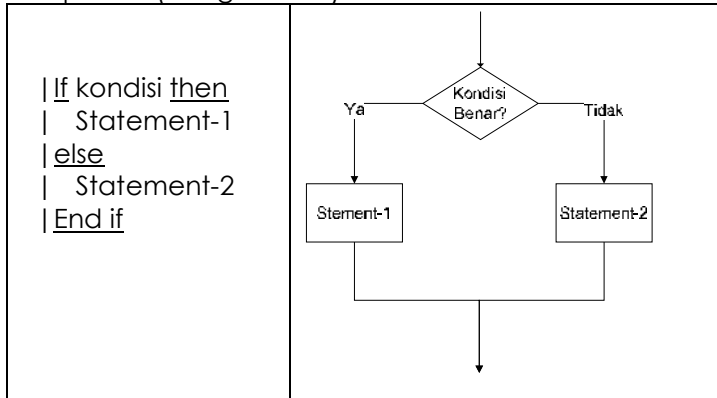 |If kondisi then
| Statement-1
|else
| Statement-2
|End if
Kondisi
Benar?
Ya
Tidak
Stement-1
Statement-2